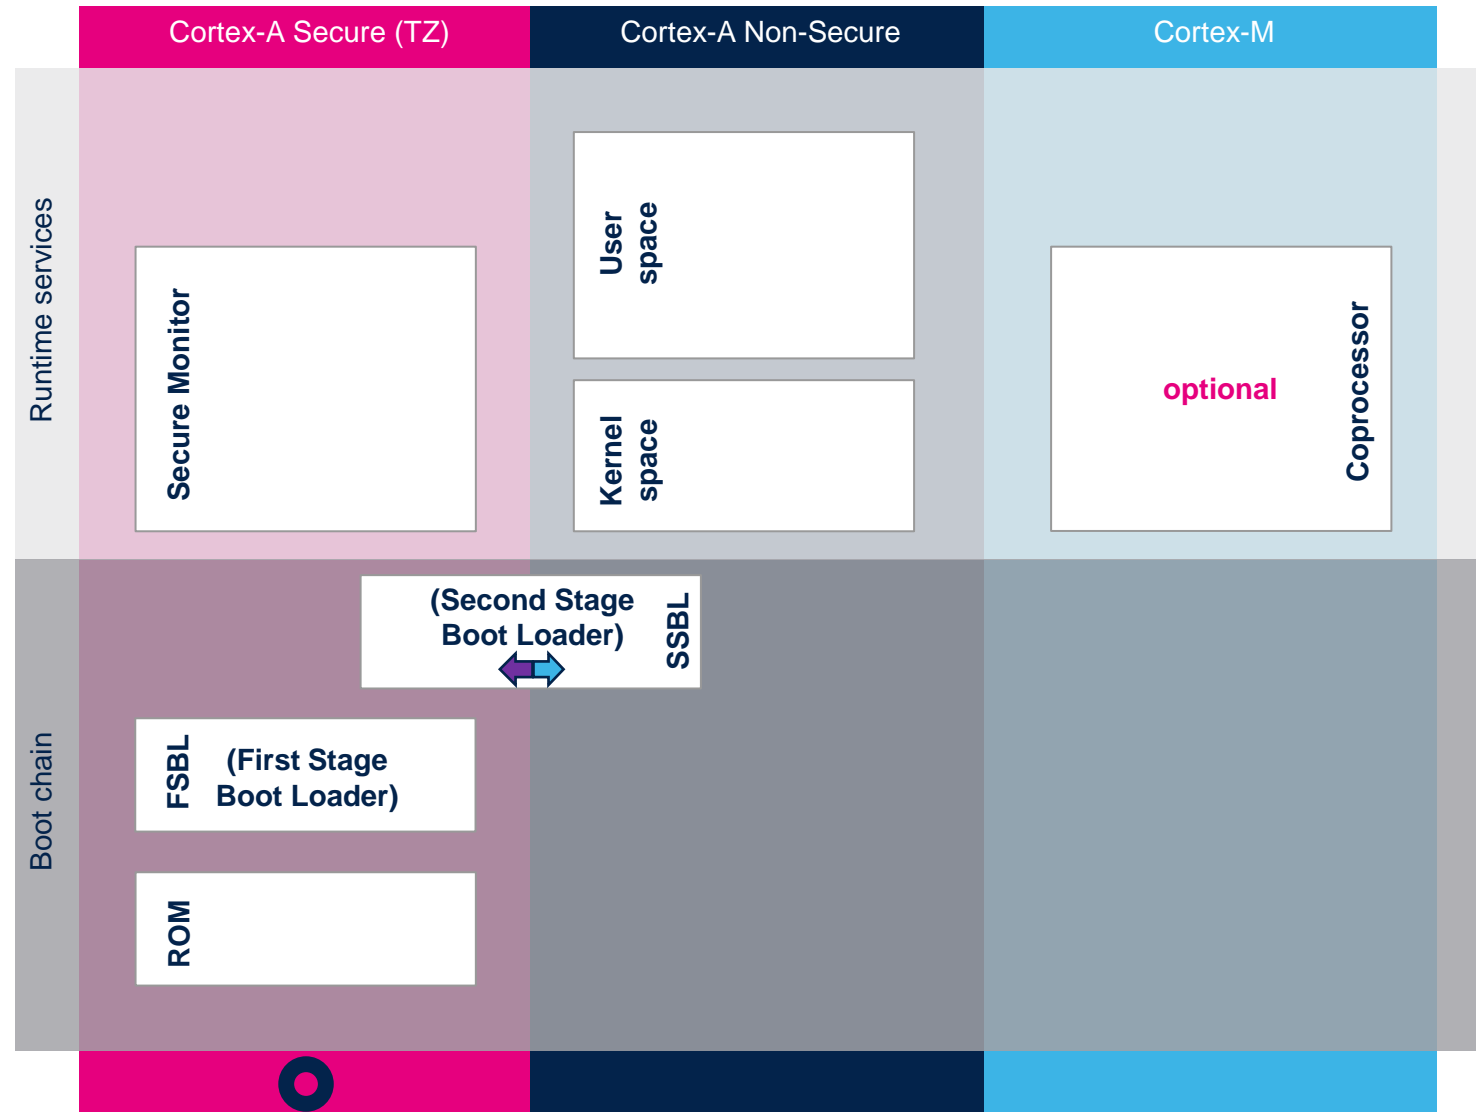 Cortex-A Secure (TZ)
Cortex-A Non-Secure
Cortex-M
Runtime services
Secure Monitor
User
space
Kernel
space
optional
Coprocessor
Boot chain
(Second Stage
Boot Loader)
SSBL
FSBL
(First Stage
Boot Loader)
ROM